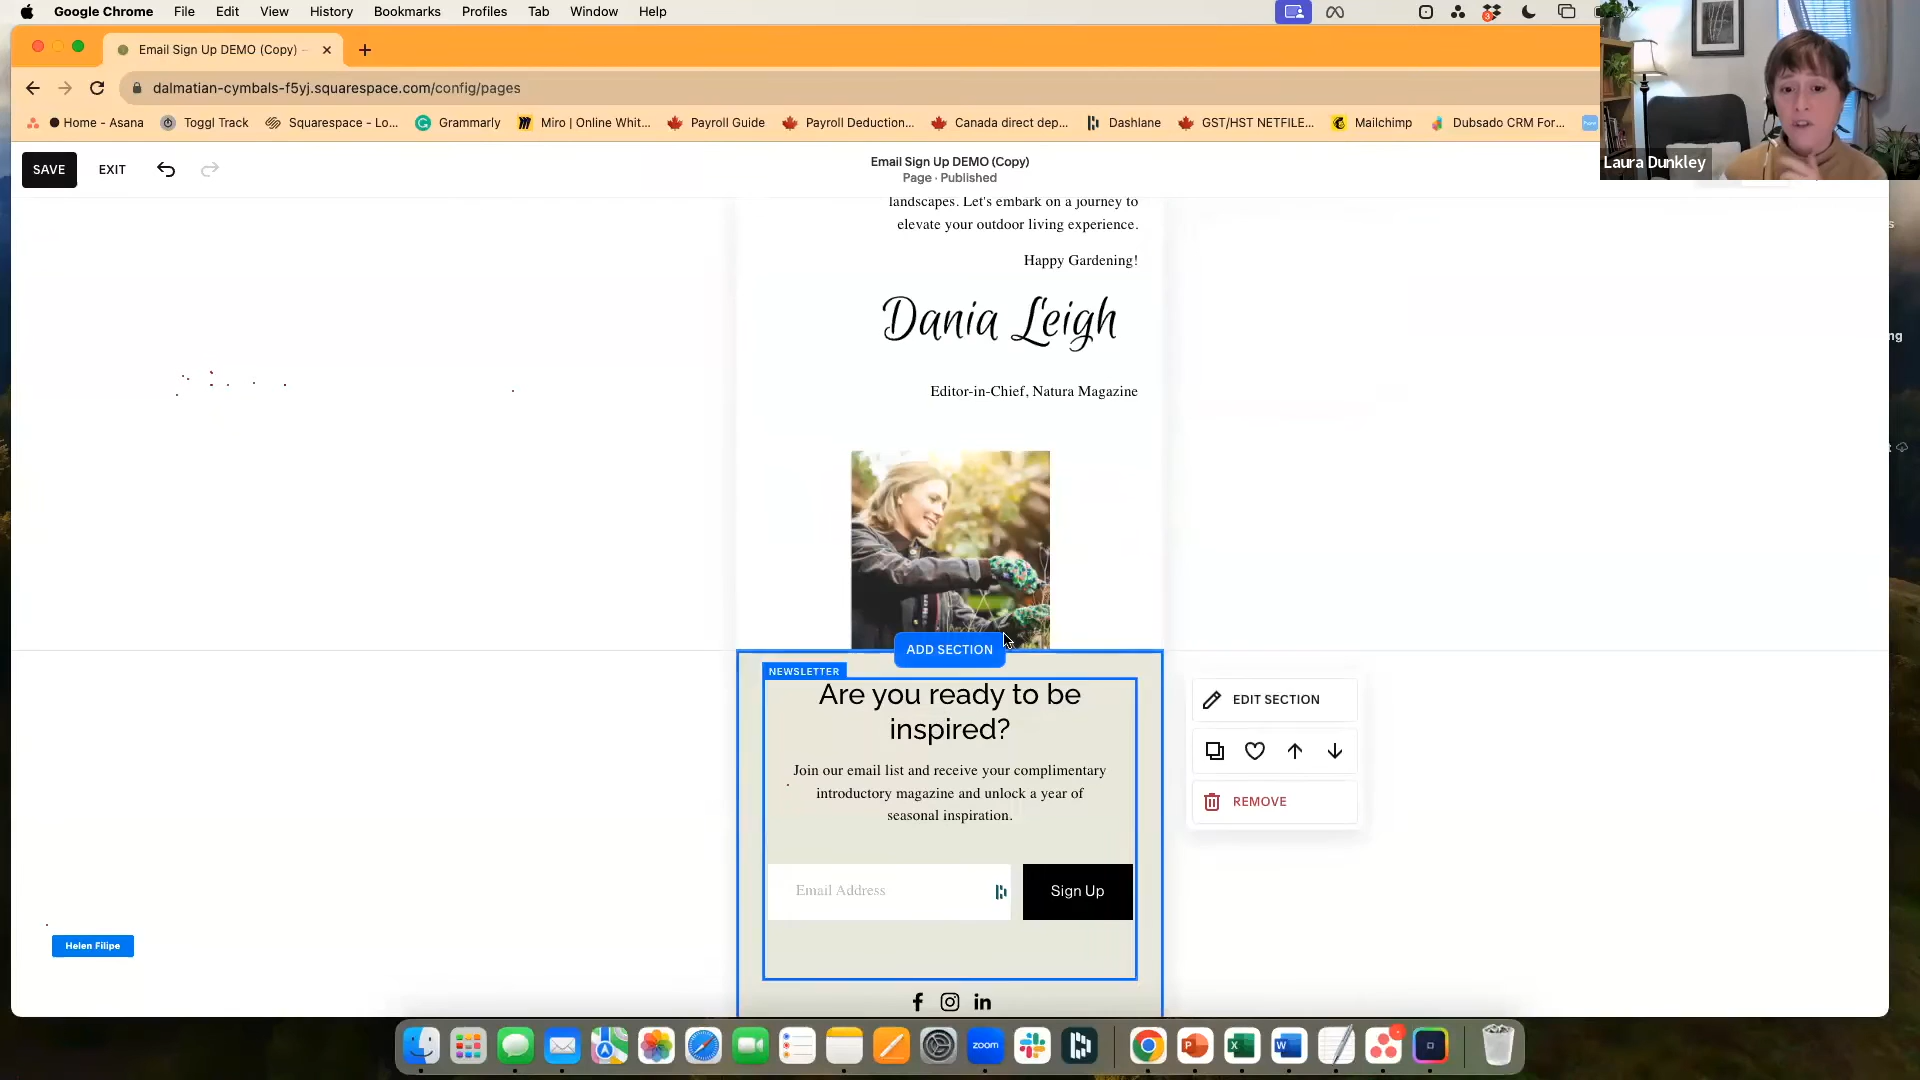 Google Chrome File Edit View History Bookmarks Profiles Tab Window Help
Email Sign Up DEMO (Copy)
dalmatian-cymbals-f5yj.squarespace.com/config/pages
Home - Asana Toggl Track Squarespace - Lo... Grammarly Miro | Online Whit... Payroll Guide Payroll Deduction... Canada direct dep... Dashlane GST/HST NETFILE... Mailchimp Dubsado CRM For...
Laura Dunkley
SAVE EXIT
Email Sign Up DEMO (Copy)
Page · Published
landscapes. Let's embark on a journey to
elevate your outdoor living experience.
Happy Gardening!
Dania Leigh
Editor-in-Chief, Natura Magazine
ADD SECTION
NEWSLETTER
Are you ready to be
inspired?
Join our email list and receive your complimentary
introductory magazine and unlock a year of
seasonal inspiration.
Email Address
Sign Up
EDIT SECTION
REMOVE
Helen Filipe
zoom